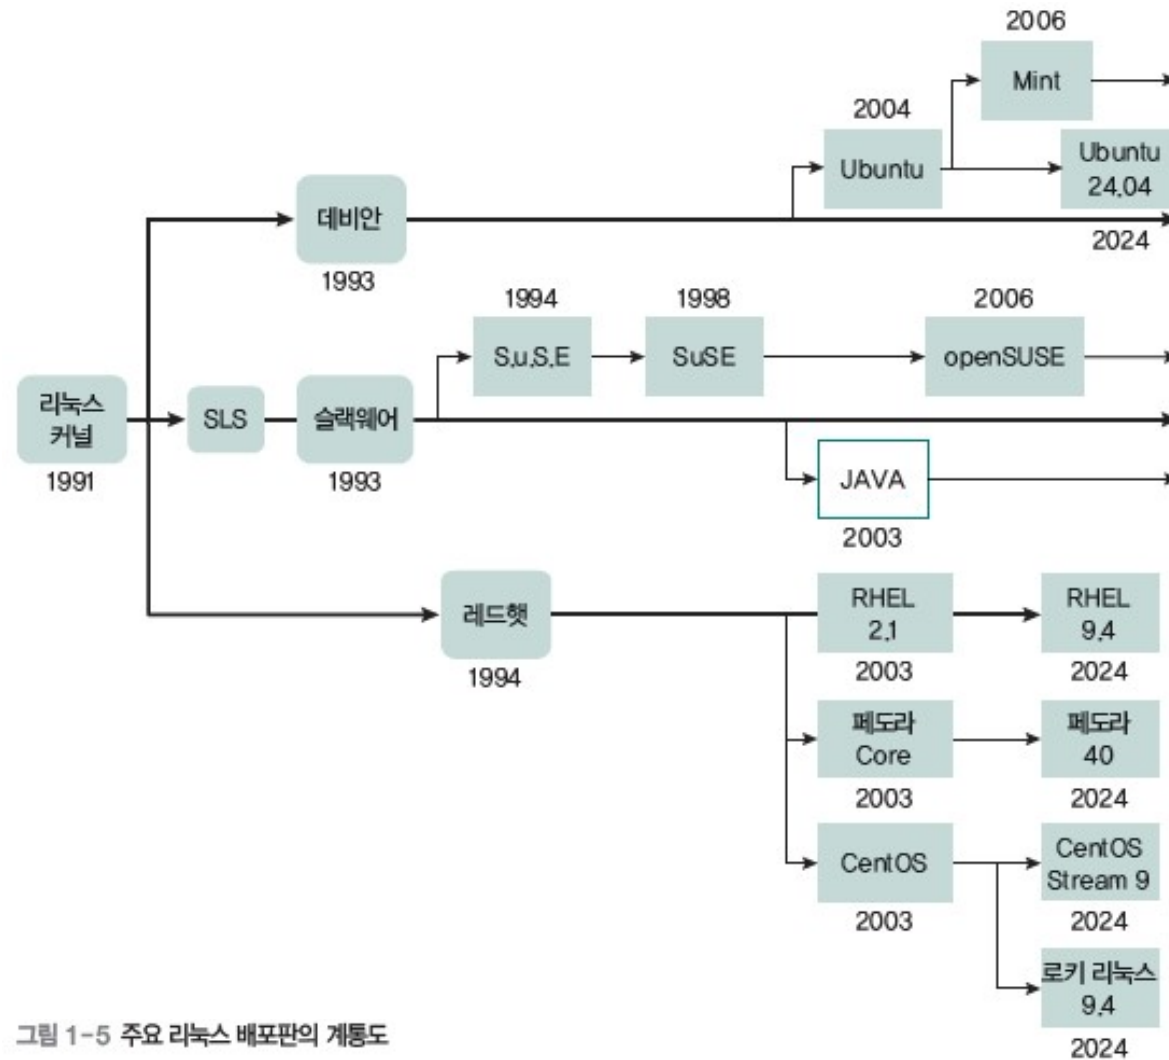 2006
Mint
2004
Ubuntu
Ubuntu
24.04
데비안
2024
1993
1994
1998
2006
S.u.S.E
SuSE
openSUSE
리눅스
커널
SLS
슬랙웨어
1991
1993
JAVA
2003
레드햇
1994
RHEL
2.1
RHEL
9.4
2003
2024
페도라
Core
페도라
40
2003
2024
CentOS
CentOS
Stream 9
2003
2024
로키 리눅스
9.4
2024
그림 1-5 주요 리눅스 배포판의 계통도